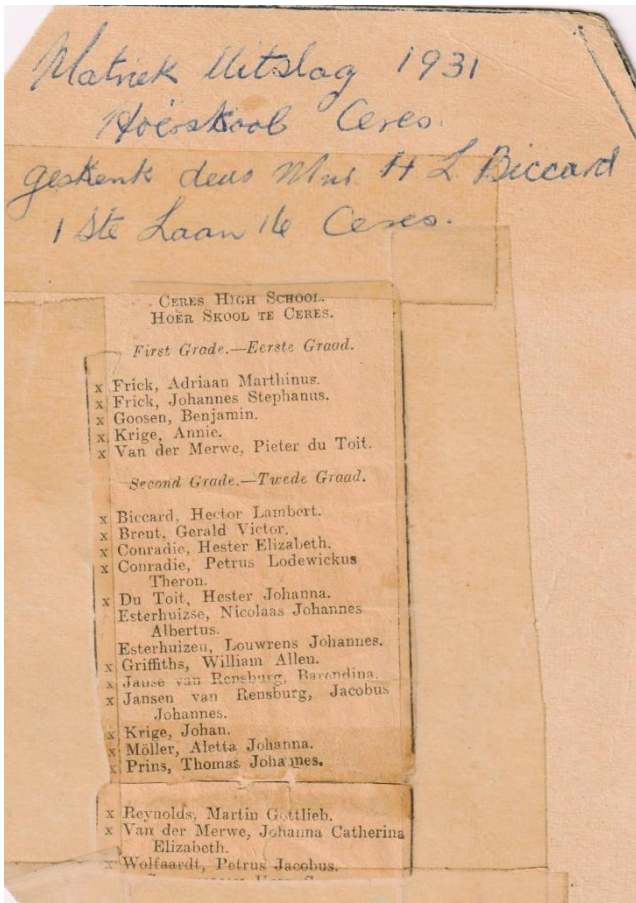 Matriek Uitslag 1931
Hoërskool Ceres.
geskenk deur Mnr H L Biccard
1ste Laan 16 Ceres.
CERES HIGH SCHOOL.
HOËR SKOOL TE CERES.
First Grade.—Eerste Graad.
x Frick, Adriaan Marthinus.
x Frick, Johannes Stephanus.
x Goosen, Benjamin.
x Krige, Annie.
x Van der Merwe, Pieter du Toit.
Second Grade.—Twede Graad.
x Biccard, Hector Lambert.
x Brent, Gerald Victor.
x Conradie, Hester Elizabeth.
x Conradie, Petrus Lodewickus
Theron.
x Du Toit, Hester Johanna.
Esterhuizse, Nicolaas Johannes
Albertus.
Esterhuizen, Louwrens Johannes.
x Griffiths, William Allen.
x Janse van Rensburg, Barendina.
x Jansen van Rensburg, Jacobus
Johannes.
x Krige, Johan.
x Möller, Aletta Johanna.
x Prins, Thomas Johannes.
x Reynolds, Martin Gottlieb.
x Van der Merwe, Johanna Catherina
Elizabeth.
x Wolfaardt, Petrus Jacobus.